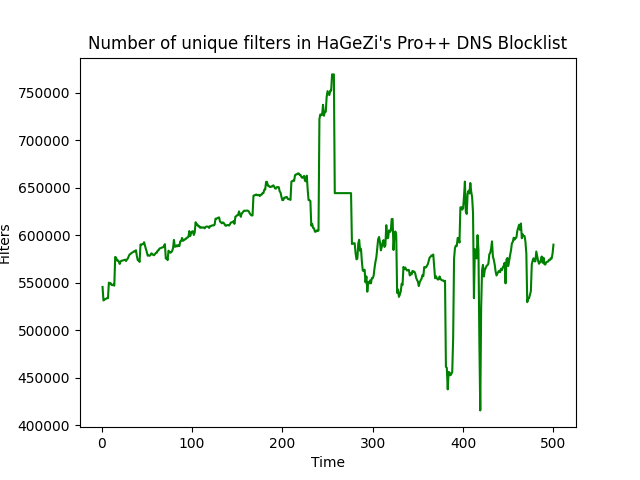 Number of unique filters in HaGeZi's Pro++ DNS Blocklist
750000
700000
650000
600000
550000
500000
450000
400000
Filters
0 100 200 300 400 500
Time